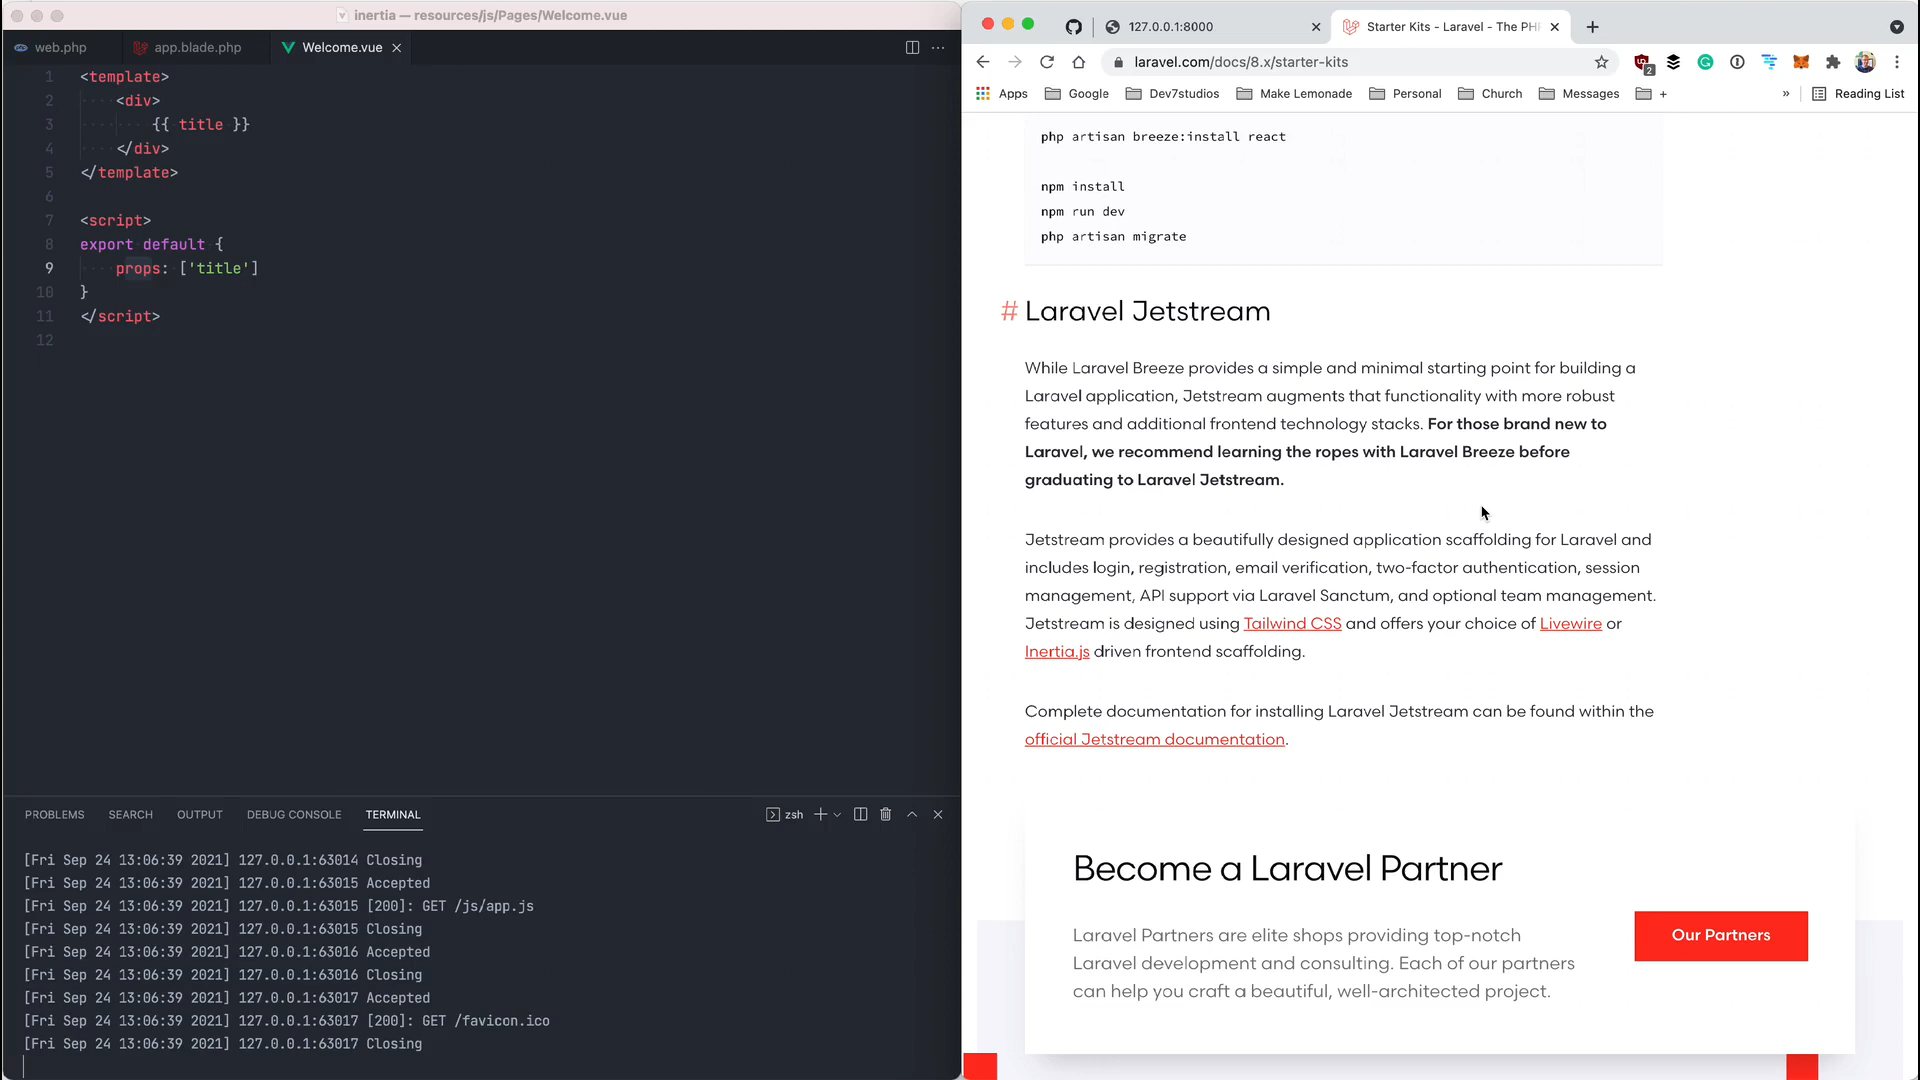 inertia — resources/js/Pages/Welcome.vue
web.php
app.blade.php
Welcome.vue
1 <template>
2 <div>
3 {{ title }}
4 </div>
5 </template>
6
7 <script>
8 export default {
9 props: ['title']
10 }
11 </script>
12
PROBLEMS SEARCH OUTPUT DEBUG CONSOLE TERMINAL
zsh
[Fri Sep 24 13:06:39 2021] 127.0.0.1:63014 Closing
[Fri Sep 24 13:06:39 2021] 127.0.0.1:63015 Accepted
[Fri Sep 24 13:06:39 2021] 127.0.0.1:63015 [200]: GET /js/app.js
[Fri Sep 24 13:06:39 2021] 127.0.0.1:63015 Closing
[Fri Sep 24 13:06:39 2021] 127.0.0.1:63016 Accepted
[Fri Sep 24 13:06:39 2021] 127.0.0.1:63016 Closing
[Fri Sep 24 13:06:39 2021] 127.0.0.1:63017 Accepted
[Fri Sep 24 13:06:39 2021] 127.0.0.1:63017 [200]: GET /favicon.ico
[Fri Sep 24 13:06:39 2021] 127.0.0.1:63017 Closing
127.0.0.1:8000
Starter Kits - Laravel - The PH
laravel.com/docs/8.x/starter-kits
2
Apps Google Dev7studios Make Lemonade Personal Church Messages + » Reading List
php artisan breeze:install react
npm install
npm run dev
php artisan migrate
# Laravel Jetstream
While Laravel Breeze provides a simple and minimal starting point for building a
Laravel application, Jetstream augments that functionality with more robust
features and additional frontend technology stacks. For those brand new to
Laravel, we recommend learning the ropes with Laravel Breeze before
graduating to Laravel Jetstream.
Jetstream provides a beautifully designed application scaffolding for Laravel and
includes login, registration, email verification, two-factor authentication, session
management, API support via Laravel Sanctum, and optional team management.
Jetstream is designed using Tailwind CSS and offers your choice of Livewire or
Inertia.js driven frontend scaffolding.
Complete documentation for installing Laravel Jetstream can be found within the
official Jetstream documentation.
Become a Laravel Partner
Laravel Partners are elite shops providing top-notch
Laravel development and consulting. Each of our partners
can help you craft a beautiful, well-architected project.
Our Partners